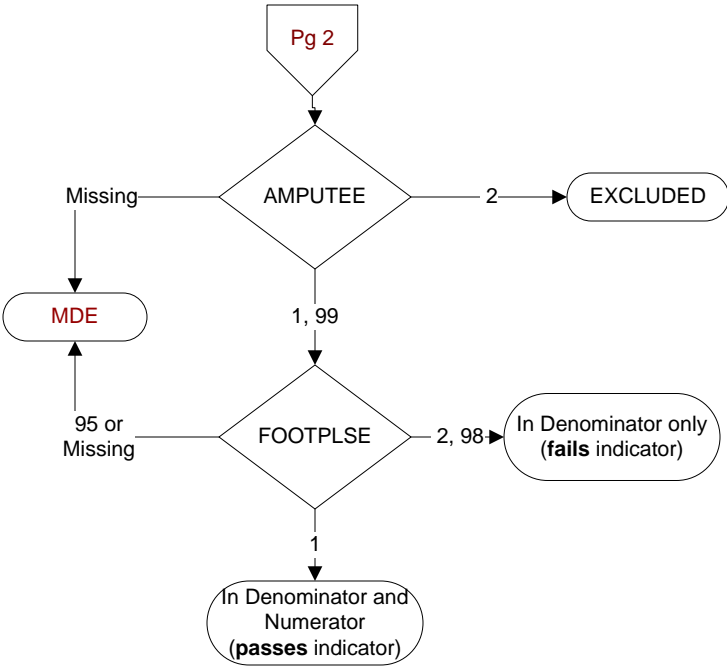 Pg 2
Missing
AMPUTEE
2
EXCLUDED
MDE
1, 99
95 or
Missing
FOOTPLSE
2, 98
In Denominator only
(fails indicator)
1
In Denominator and
Numerator
(passes indicator)